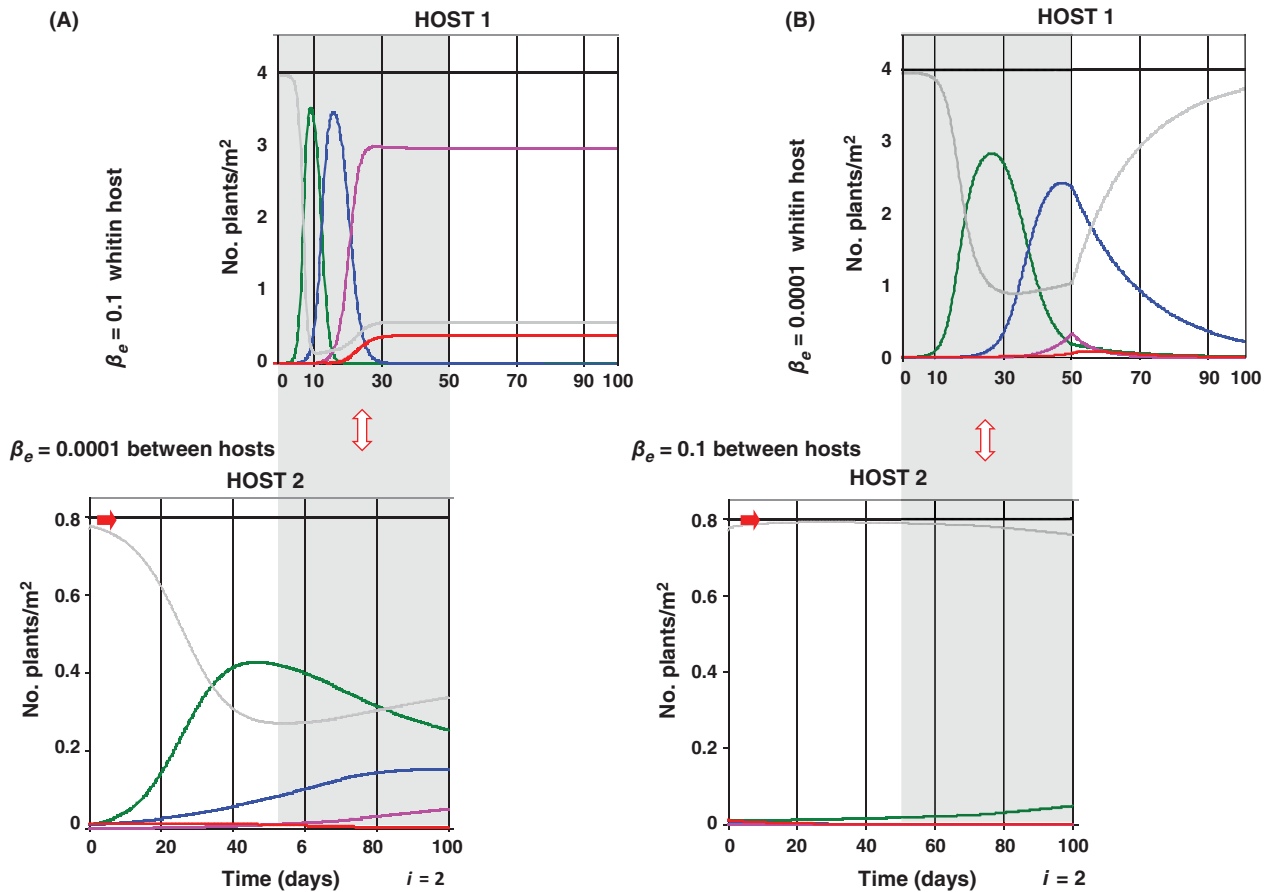 (A)
HOST 1
No. plants/m²
βe = 0.1 whitin host
4
3
2
1
0
0 10 30 50 70 90 100
βe = 0.0001 between hosts
HOST 2
No. plants/m²
0.8
0.6
0.4
0.2
0
0 20 40 6 80 100
Time (days)
i = 2
(B)
HOST 1
No. plants/m²
βe = 0.0001 whitin host
4
3
2
1
0
0 10 30 50 70 90 100
βe = 0.1 between hosts
HOST 2
No. plants/m²
0.8
0.6
0.4
0.2
0
0 20 40 60 80 100
Time (days)
i = 2